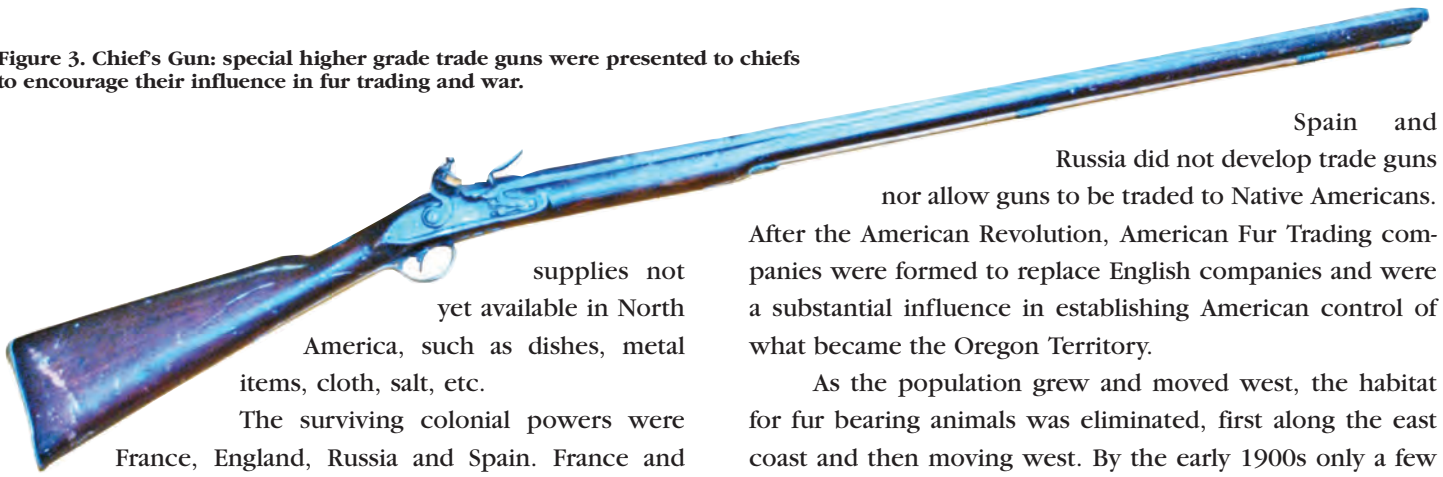 Figure 3. Chief's Gun: special higher grade trade guns were presented to chiefs
to encourage their influence in fur trading and war.
supplies not
yet available in North
America, such as dishes, metal
items, cloth, salt, etc.
The surviving colonial powers were
France, England, Russia and Spain. France and
Spain and
Russia did not develop trade guns
nor allow guns to be traded to Native Americans.
After the American Revolution, American Fur Trading com-
panies were formed to replace English companies and were
a substantial influence in establishing American control of
what became the Oregon Territory.
As the population grew and moved west, the habitat
for fur bearing animals was eliminated, first along the east
coast and then moving west. By the early 1900s only a few